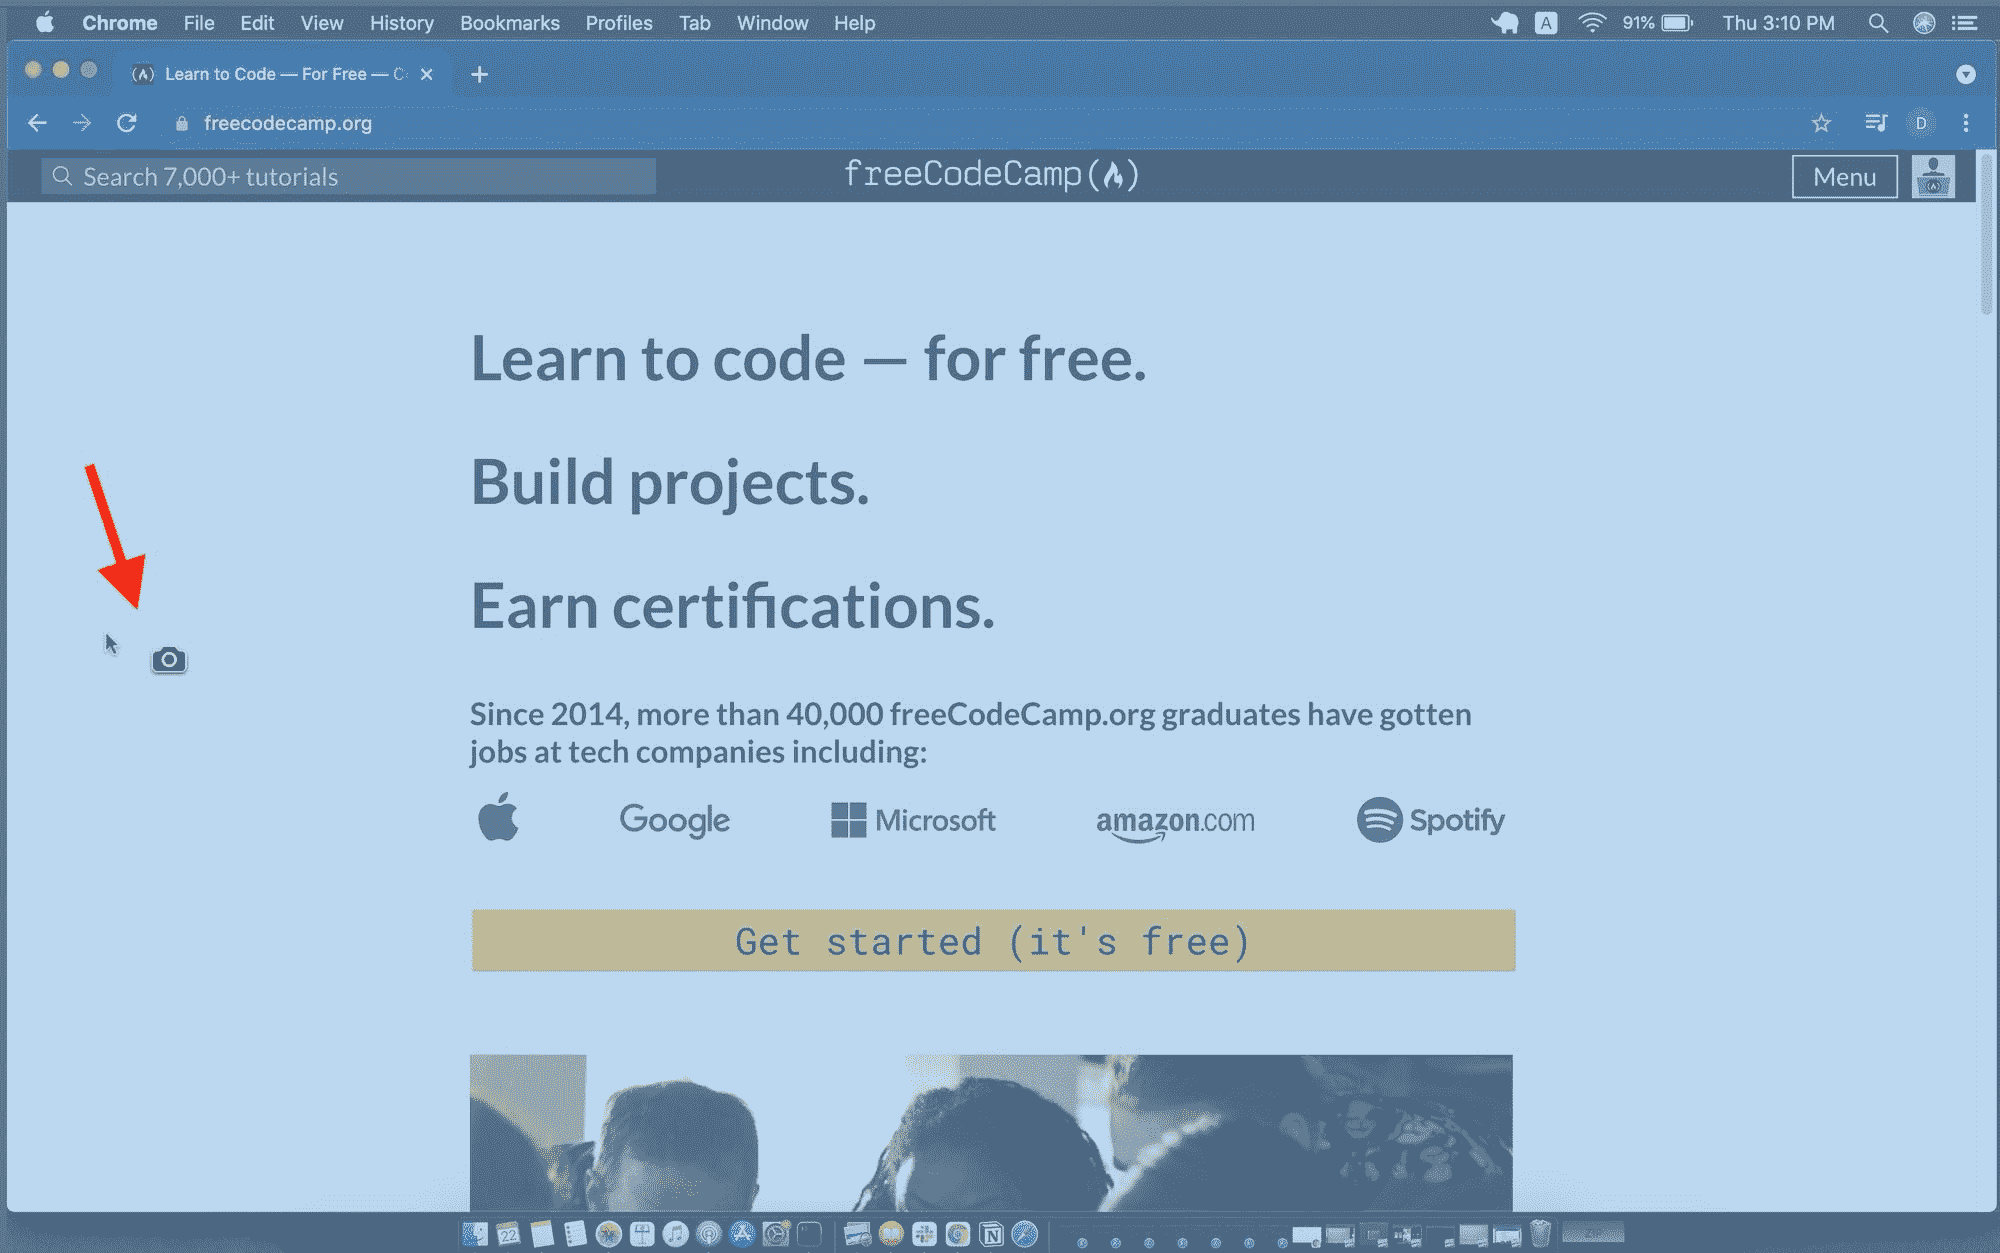 Chrome File Edit View History Bookmarks Profiles Tab Window Help A 91% Thu 3:10 PM
Learn to Code — For Free —
freecodecamp.org D
Search 7,000+ tutorials freeCodeCamp Menu
Learn to code — for free.
Build projects.
Earn certifications.
Since 2014, more than 40,000 freeCodeCamp.org graduates have gotten
jobs at tech companies including:
Google Microsoft amazon.com Spotify
Get started (it's free)
22